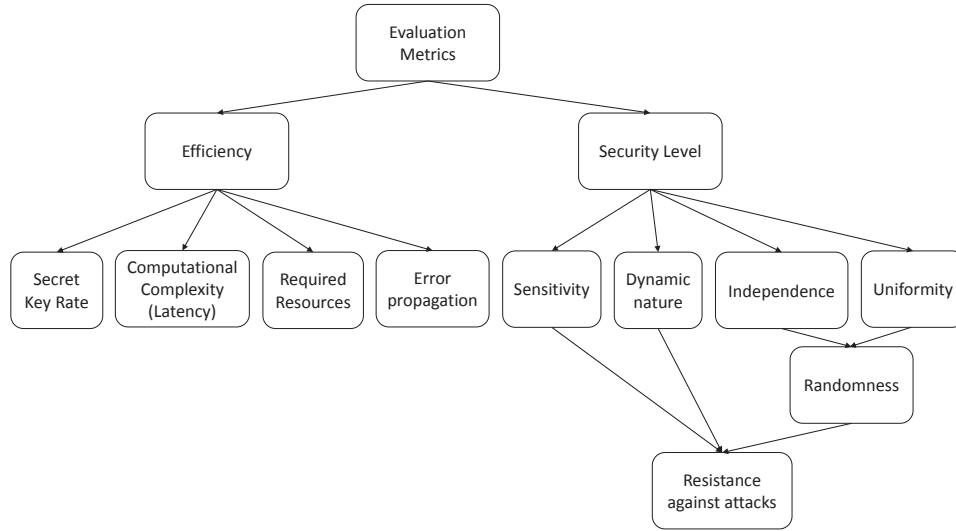 Evaluation
Metrics
Efficiency
Security Level
Secret
Key Rate
Computational
Complexity
(Latency)
Required
Resources
Error
propagation
Sensitivity
Dynamic
nature
Independence
Uniformity
Randomness
Resistance
against attacks